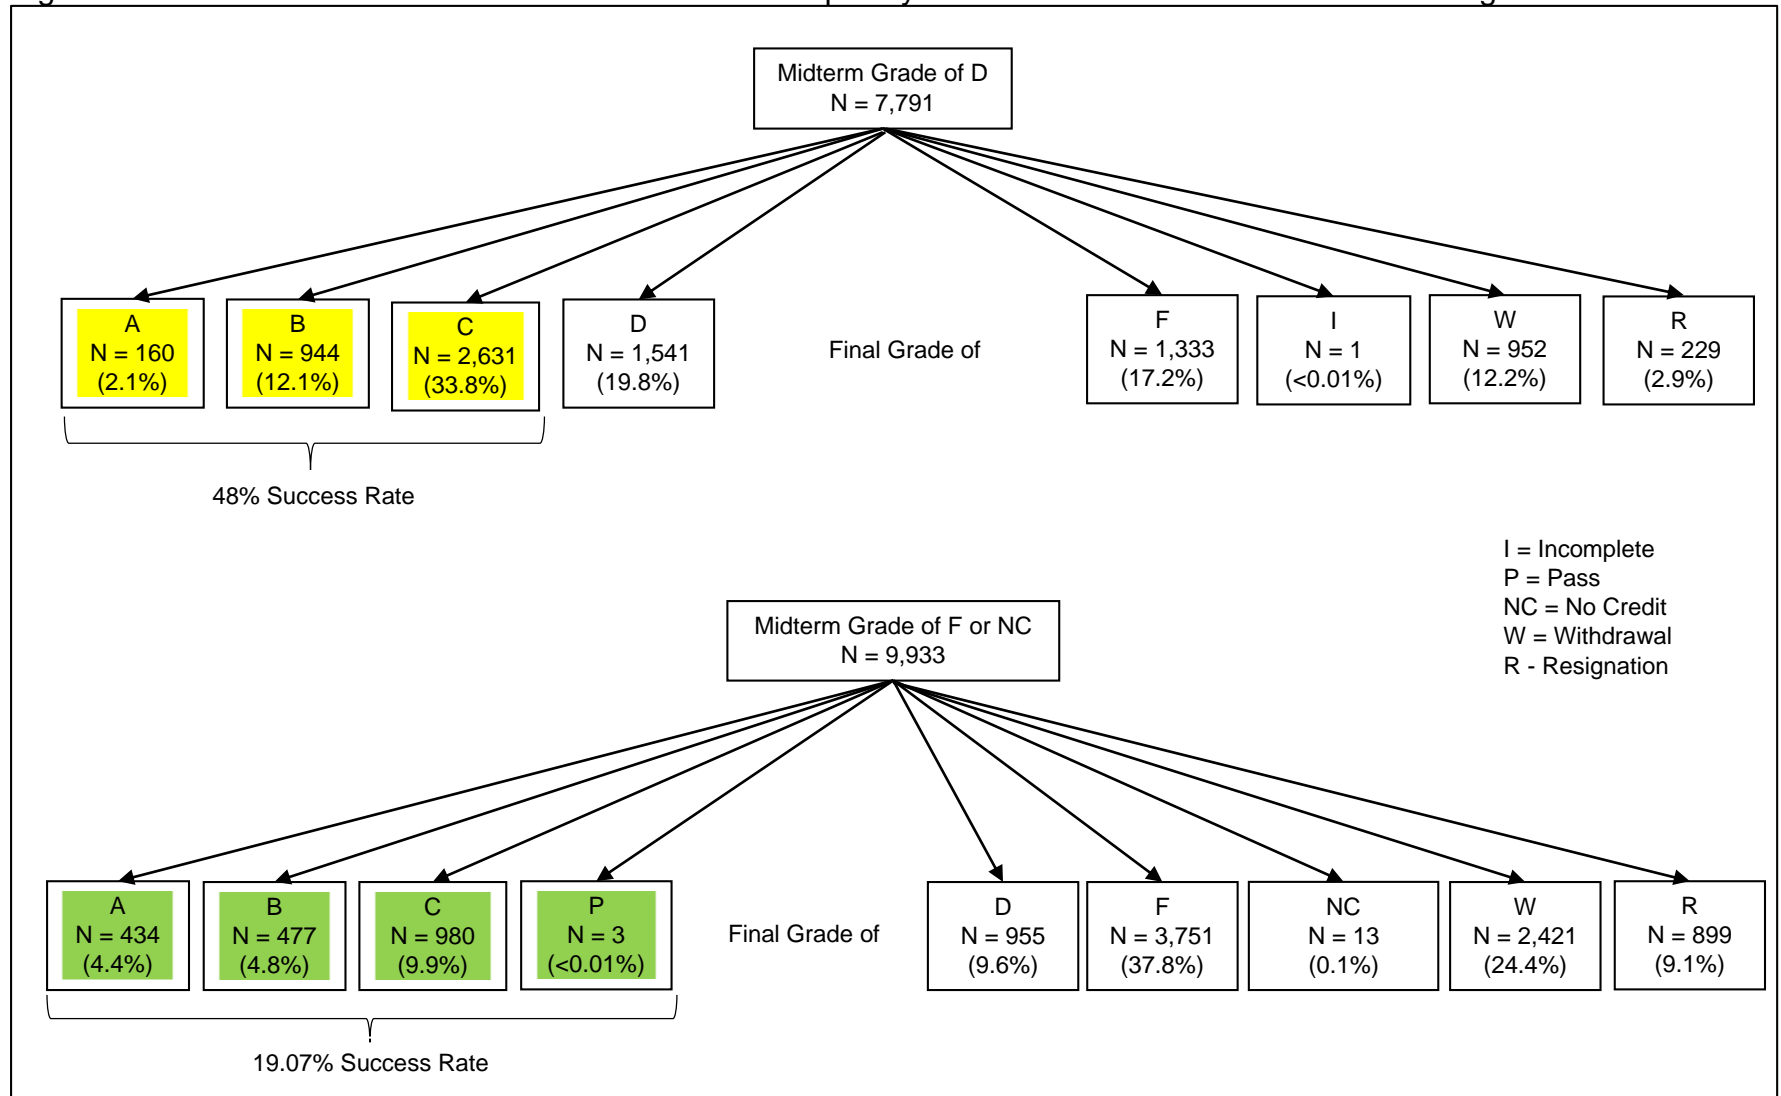 Midterm Grade of D
N = 7,791
A
N = 160
(2.1%)
B
N = 944
(12.1%)
C
N = 2,631
(33.8%)
D
N = 1,541
(19.8%)
Final Grade of
F
N = 1,333
(17.2%)
I
N = 1
(<0.01%)
W
N = 952
(12.2%)
R
N = 229
(2.9%)
48% Success Rate
I = Incomplete
P = Pass
NC = No Credit
W = Withdrawal
R - Resignation
Midterm Grade of F or NC
N = 9,933
A
N = 434
(4.4%)
B
N = 477
(4.8%)
C
N = 980
(9.9%)
P
N = 3
(<0.01%)
Final Grade of
D
N = 955
(9.6%)
F
N = 3,751
(37.8%)
NC
N = 13
(0.1%)
W
N = 2,421
(24.4%)
R
N = 899
(9.1%)
19.07% Success Rate